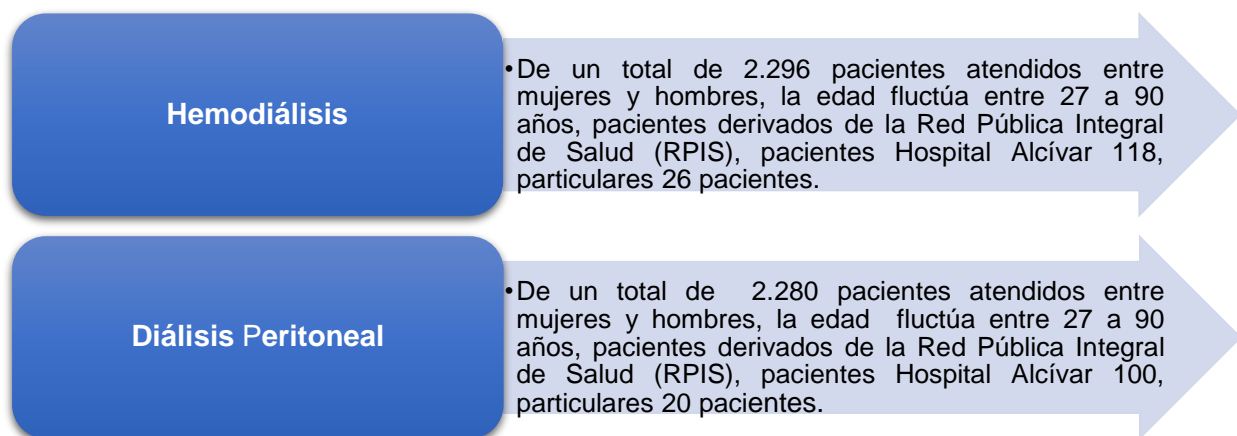 Hemodiálisis
•De un total de 2.296 pacientes atendidos entre
mujeres y hombres, la edad fluctúa entre 27 a 90
años, pacientes derivados de la Red Pública Integral
de Salud (RPIS), pacientes Hospital Alcívar 118,
particulares 26 pacientes.
Diálisis Peritoneal
•De un total de 2.280 pacientes atendidos entre
mujeres y hombres, la edad fluctúa entre 27 a 90
años, pacientes derivados de la Red Pública Integral
de Salud (RPIS), pacientes Hospital Alcívar 100,
particulares 20 pacientes.